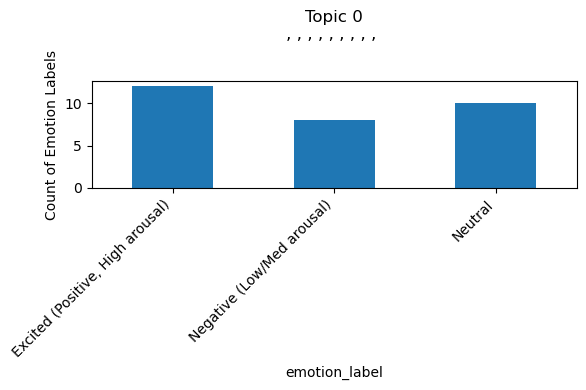 Topic 0
, , , , , , , , ,
Count of Emotion Labels
10
5
0
Excited (Positive, High arousal)
Negative (Low/Med arousal)
Neutral
emotion_label